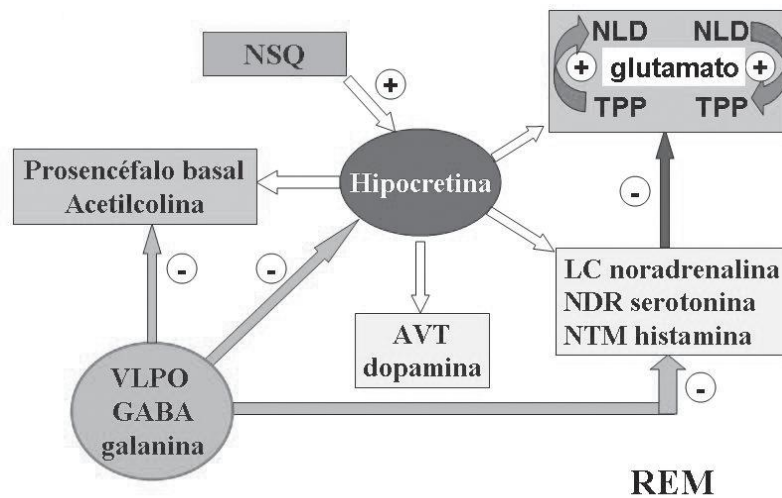 NSQ
+
NLD NLD
+ glutamato +
TPP TPP
Prosencéfalo basal
Acetilcolina
Hipocretina
-
-
-
LC noradrenalina
NDR serotonina
NTM histamina
AVT
dopamina
VLPO
GABA
galanina
-
REM